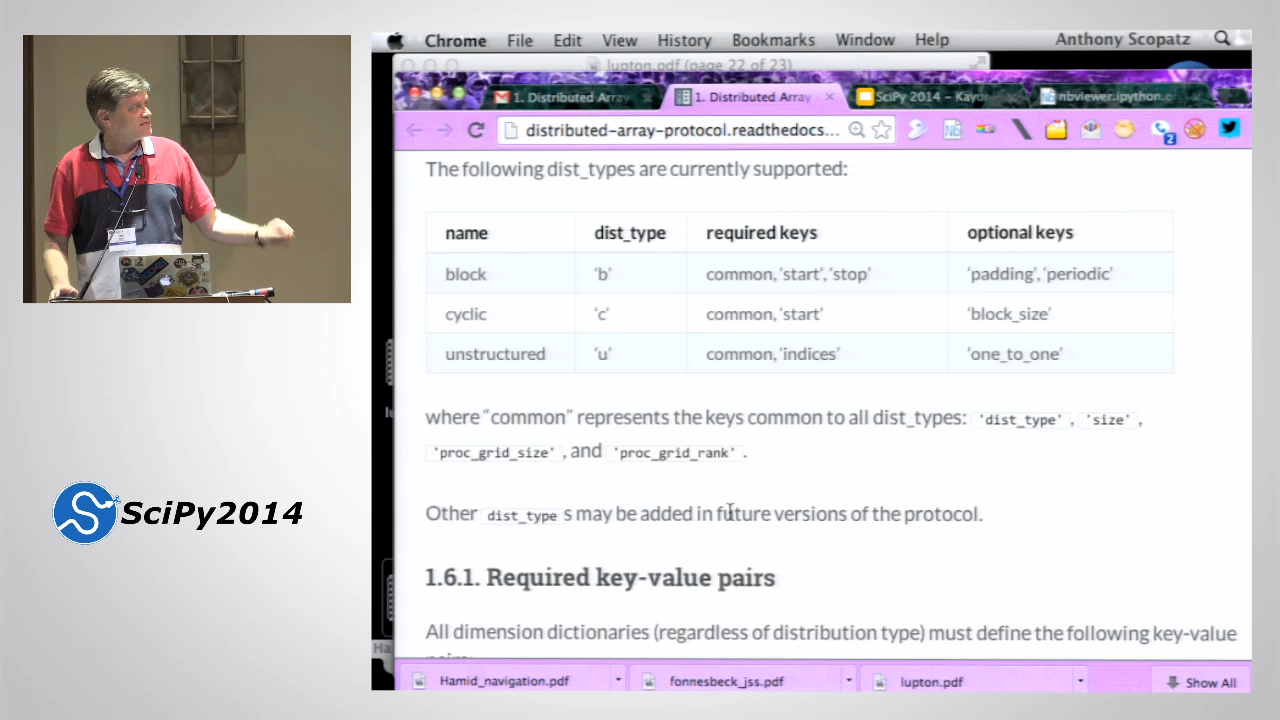 Chrome File Edit View History Bookmarks Window Help Anthony Scopatz
lupton.pdf (page 22 of 23)
1. Distributed Array 1. Distributed Array SciPy 2014 – Kayur nbviewer.ipython.or
distributed-array-protocol.readthedocs...
2
The following dist_types are currently supported:
name dist_type required keys optional keys
block ‘b’ common, ‘start’, ‘stop’ ‘padding’, ‘periodic’
cyclic ‘c’ common, ‘start’ ‘block_size’
unstructured ‘u’ common, ‘indices’ ‘one_to_one’
where “common” represents the keys common to all dist_types: 'dist_type' , 'size' ,
'proc_grid_size' , and 'proc_grid_rank' .
Other dist_type s may be added in future versions of the protocol.
1.6.1. Required key-value pairs
All dimension dictionaries (regardless of distribution type) must define the following key-value
Hamid_navigation.pdf fonnesbeck_jss.pdf lupton.pdf Show All
SciPy2014